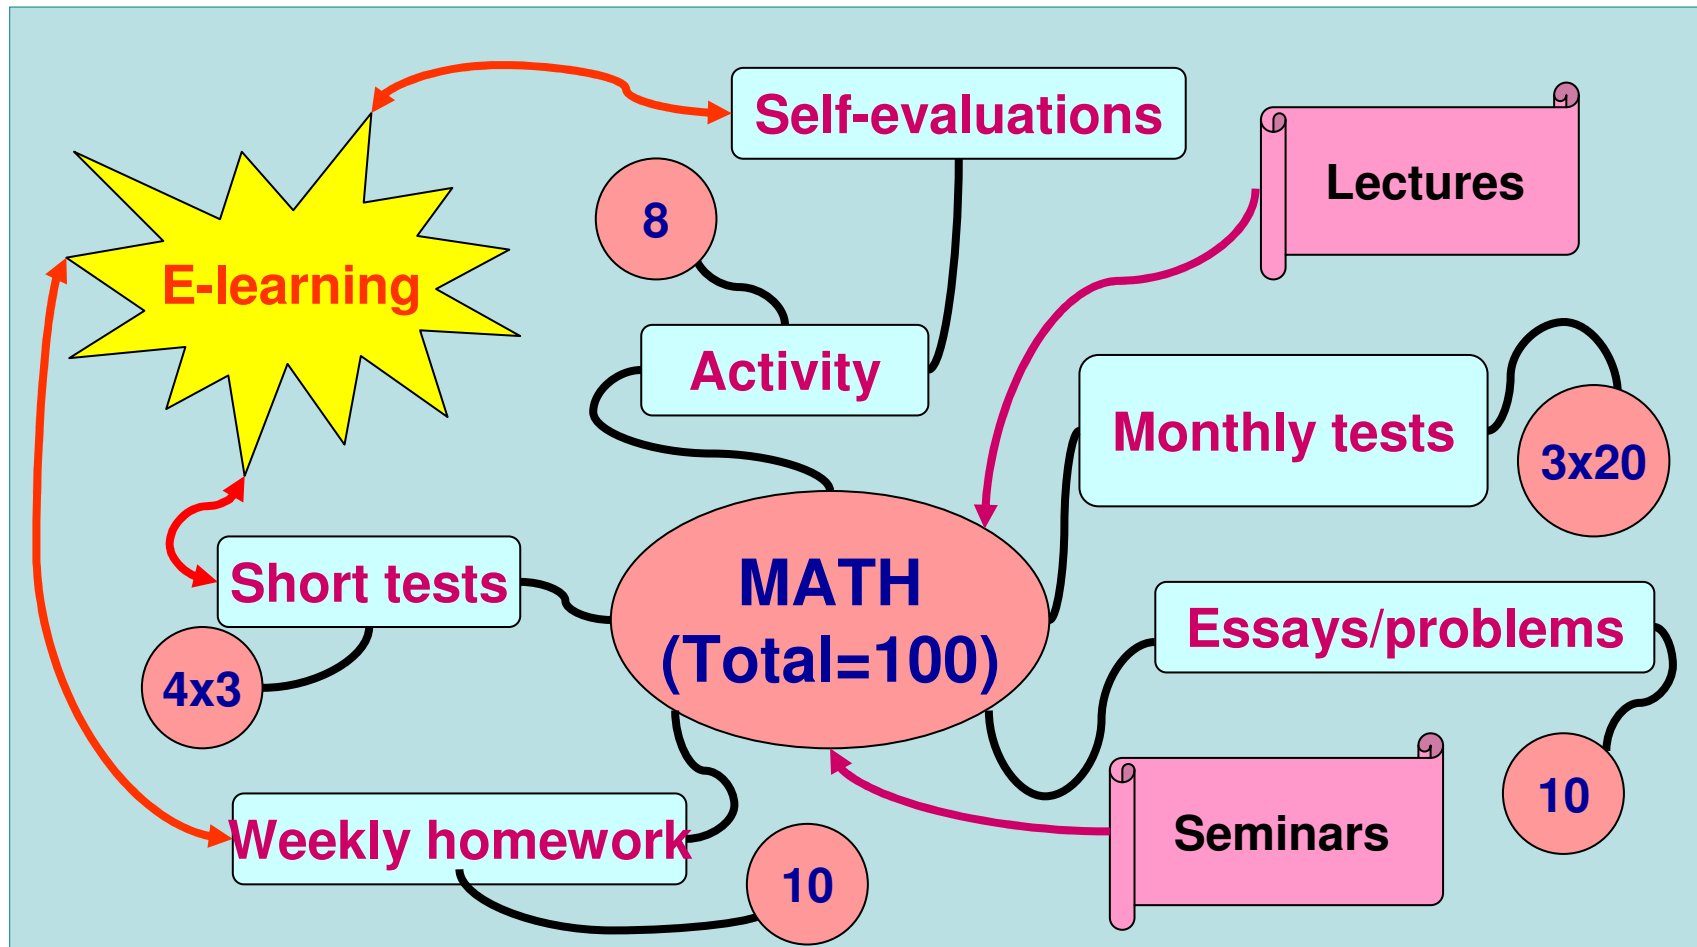 Self-evaluations
Lectures
8
E-learning
Activity
Monthly tests
3x20
Short tests
MATH
(Total=100)
Essays/problems
4x3
10
Seminars
Weekly homework
10